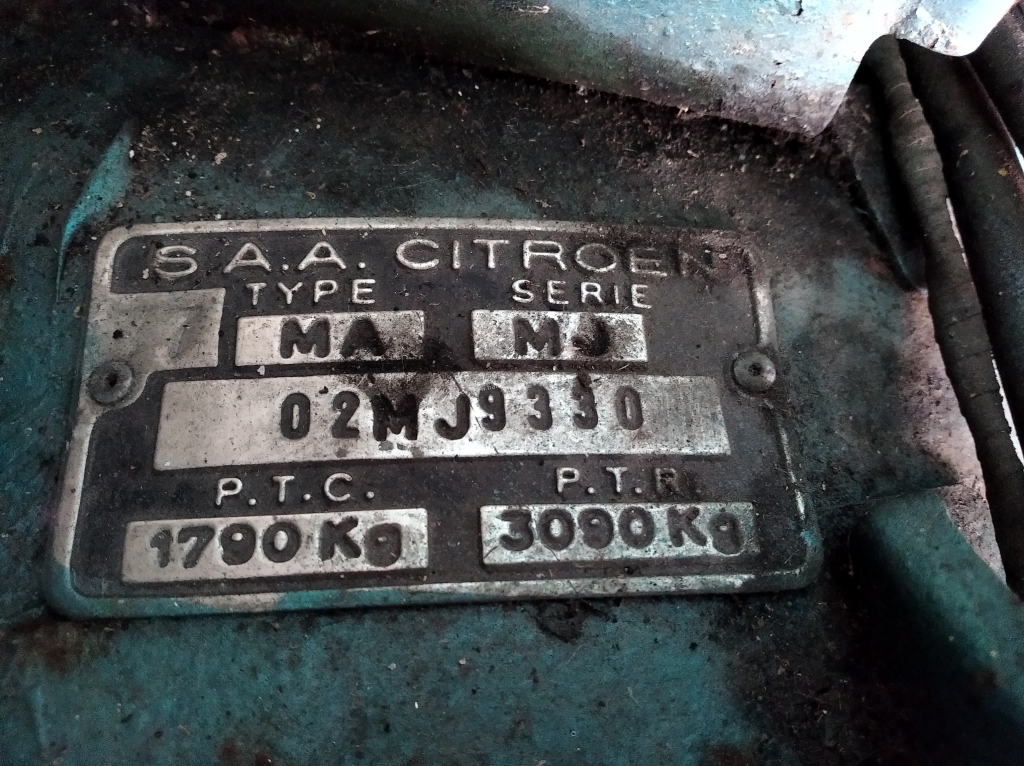 S.A.A. CITROEN
TYPE SERIE
MA MJ
02MJ9330
P.T.C. P.T.R.
1790 Kg 3090 Kg